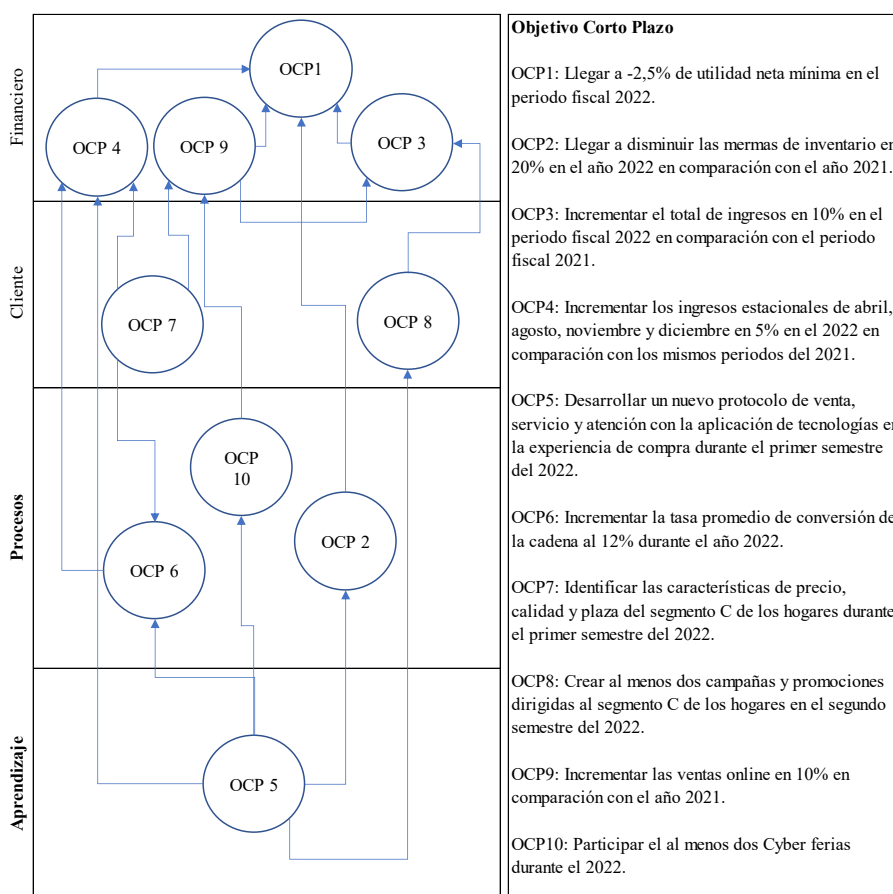 Financiero
OCP1
OCP 4
OCP 9
OCP 3
Cliente
OCP 7
OCP 8
Procesos
OCP
10
OCP 2
OCP 6
Aprendizaje
OCP 5
Objetivo Corto Plazo
OCP1: Llegar a -2,5% de utilidad neta mínima en el
periodo fiscal 2022.
OCP2: Llegar a disminuir las mermas de inventario en
20% en el año 2022 en comparación con el año 2021.
OCP3: Incrementar el total de ingresos en 10% en el
periodo fiscal 2022 en comparación con el periodo
fiscal 2021.
OCP4: Incrementar los ingresos estacionales de abril,
agosto, noviembre y diciembre en 5% en el 2022 en
comparación con los mismos periodos del 2021.
OCP5: Desarrollar un nuevo protocolo de venta,
servicio y atención con la aplicación de tecnologías en
la experiencia de compra durante el primer semestre
del 2022.
OCP6: Incrementar la tasa promedio de conversión de
la cadena al 12% durante el año 2022.
OCP7: Identificar las características de precio,
calidad y plaza del segmento C de los hogares durante
el primer semestre del 2022.
OCP8: Crear al menos dos campañas y promociones
dirigidas al segmento C de los hogares en el segundo
semestre del 2022.
OCP9: Incrementar las ventas online en 10% en
comparación con el año 2021.
OCP10: Participar el al menos dos Cyber ferias
durante el 2022.